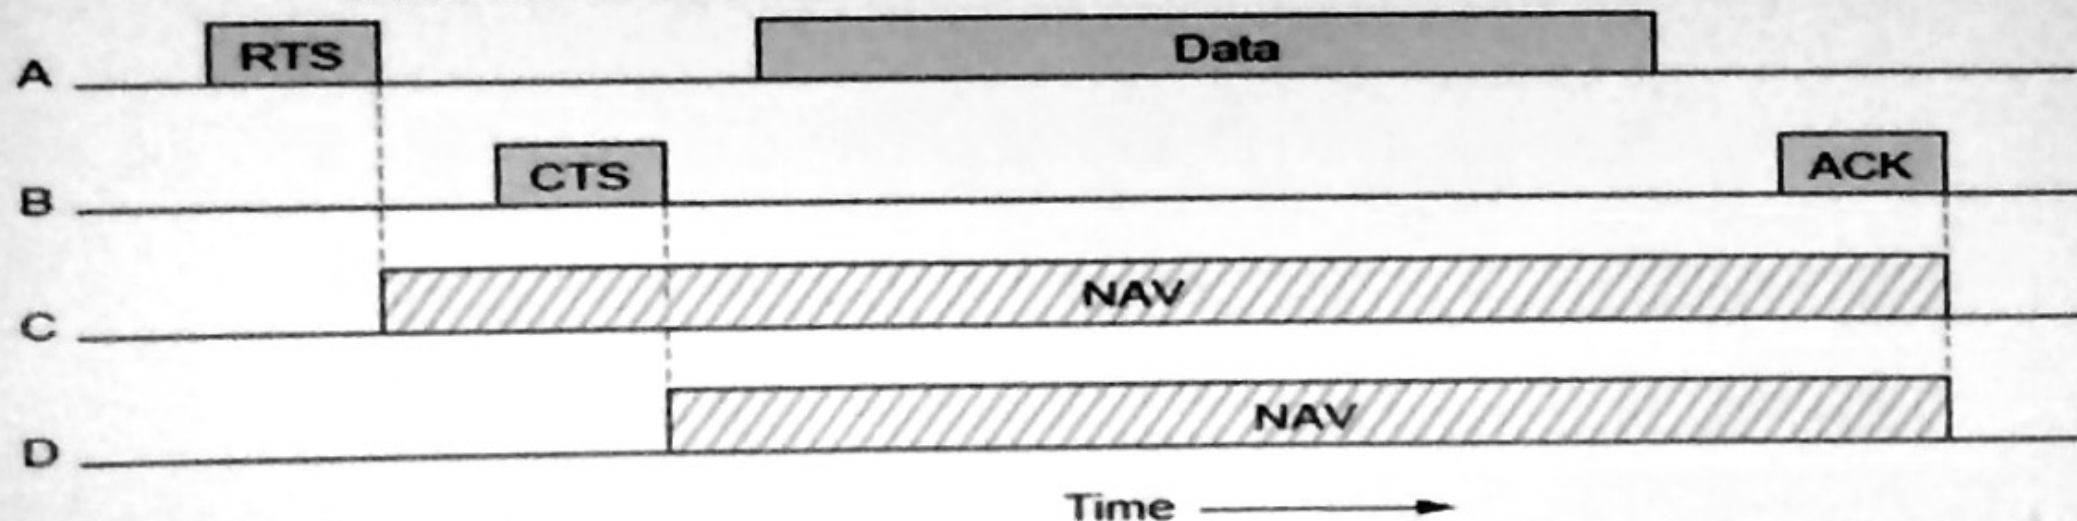 A RTS Data
B CTS ACK
C NAV
D NAV
Time